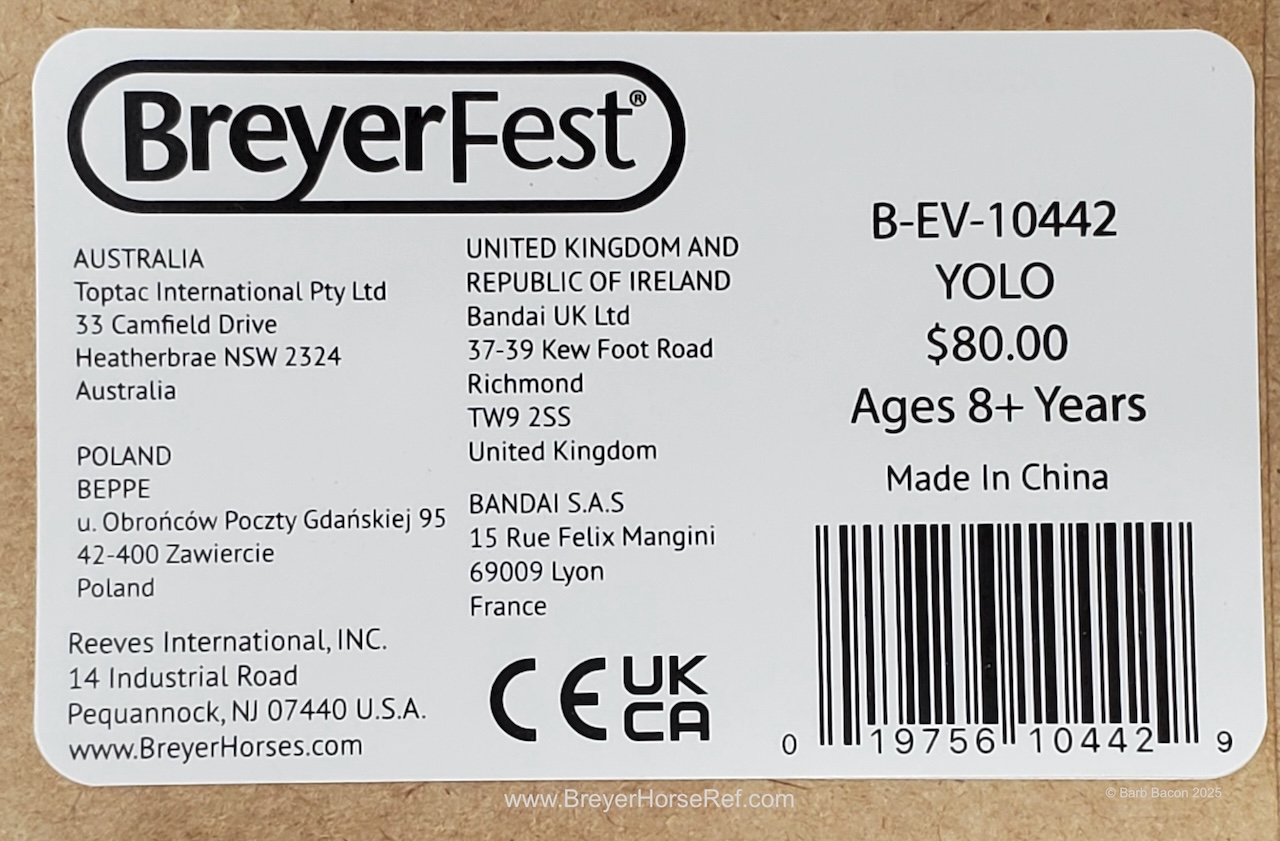 BreyerFest®
AUSTRALIA
Toptac International Pty Ltd
33 Camfield Drive
Heatherbrae NSW 2324
Australia
POLAND
BEPPE
u. Obrońców Poczty Gdańskiej 95
42-400 Zawiercie
Poland
Reeves International, INC.
14 Industrial Road
Pequannock, NJ 07440 U.S.A.
www.BreyerHorses.com
UNITED KINGDOM AND
REPUBLIC OF IRELAND
Bandai UK Ltd
37-39 Kew Foot Road
Richmond
TW9 2SS
United Kingdom
BANDAI S.A.S
15 Rue Felix Mangini
69009 Lyon
France
CE UK
CA
B-EV-10442
YOLO
$80.00
Ages 8+ Years
Made In China
0 19756 10442 9
www.BreyerHorseRef.com
© Barb Bacon 2025